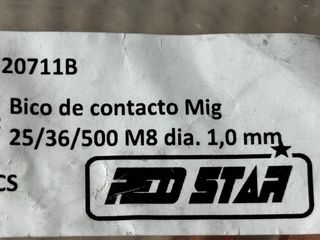 20711B
Bico de contacto Mig
25/36/500 M8 dia. 1,0 mm
CS
RED STAR